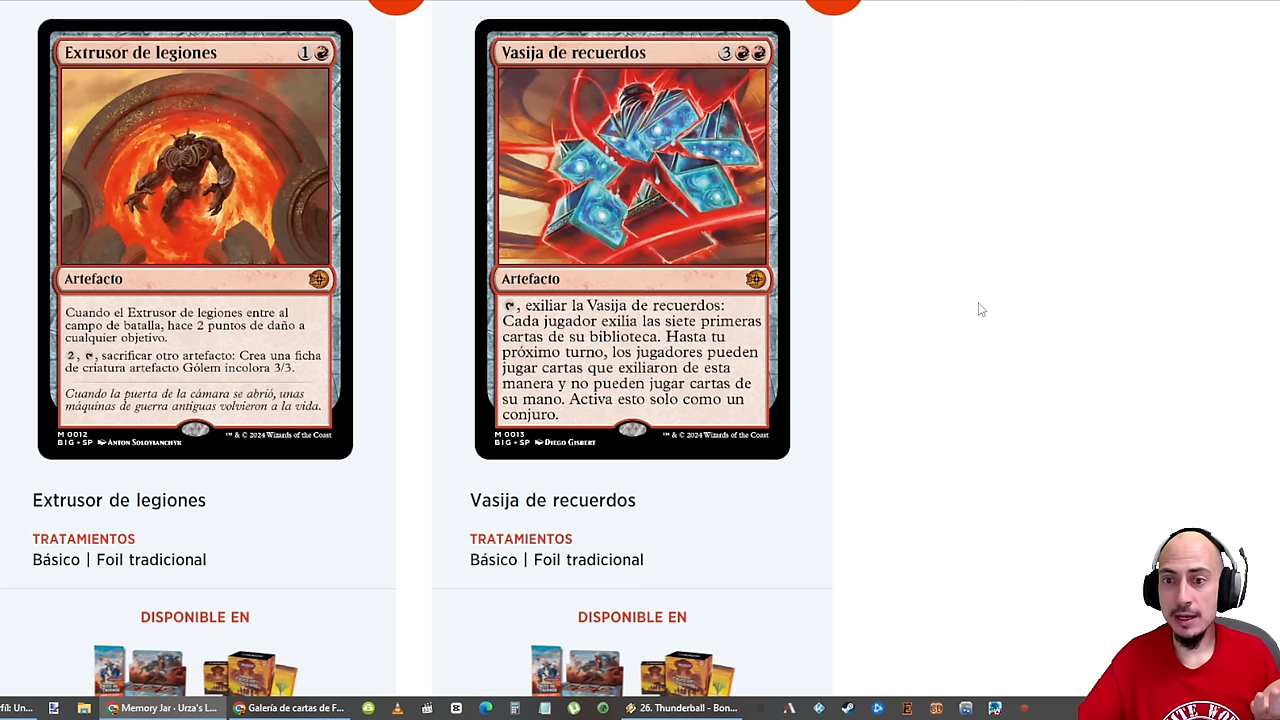 Extrusor de legiones
1
Artefacto
Cuando el Extrusor de legiones entre al
campo de batalla, hace 2 puntos de daño a
cualquier objetivo.
2, , sacrificar otro artefacto: Crea una ficha
de criatura artefacto Gólem incolora 3/3.
Cuando la puerta de la cámara se abrió, unas
máquinas de guerra antiguas volvieron a la vida.
M 0012
BIG • SP ANTON SOLOVIANCHYK
™ & © 2024 Wizards of the Coast
Extrusor de legiones
TRATAMIENTOS
Básico | Foil tradicional
DISPONIBLE EN
Vasija de recuerdos
3
Artefacto
, exiliar la Vasija de recuerdos:
Cada jugador exilia las siete primeras
cartas de su biblioteca. Hasta tu
próximo turno, los jugadores pueden
jugar cartas que exiliaron de esta
manera y no pueden jugar cartas de
su mano. Activa esto solo como un
conjuro.
M 0013
BIG • SP DIEGO GISBERT
™ & © 2024 Wizards of the Coast
Vasija de recuerdos
TRATAMIENTOS
Básico | Foil tradicional
DISPONIBLE EN
rfil: Un...
Memory Jar · Urza's L...
Galería de cartas de F...
26. Thunderball - Bon...